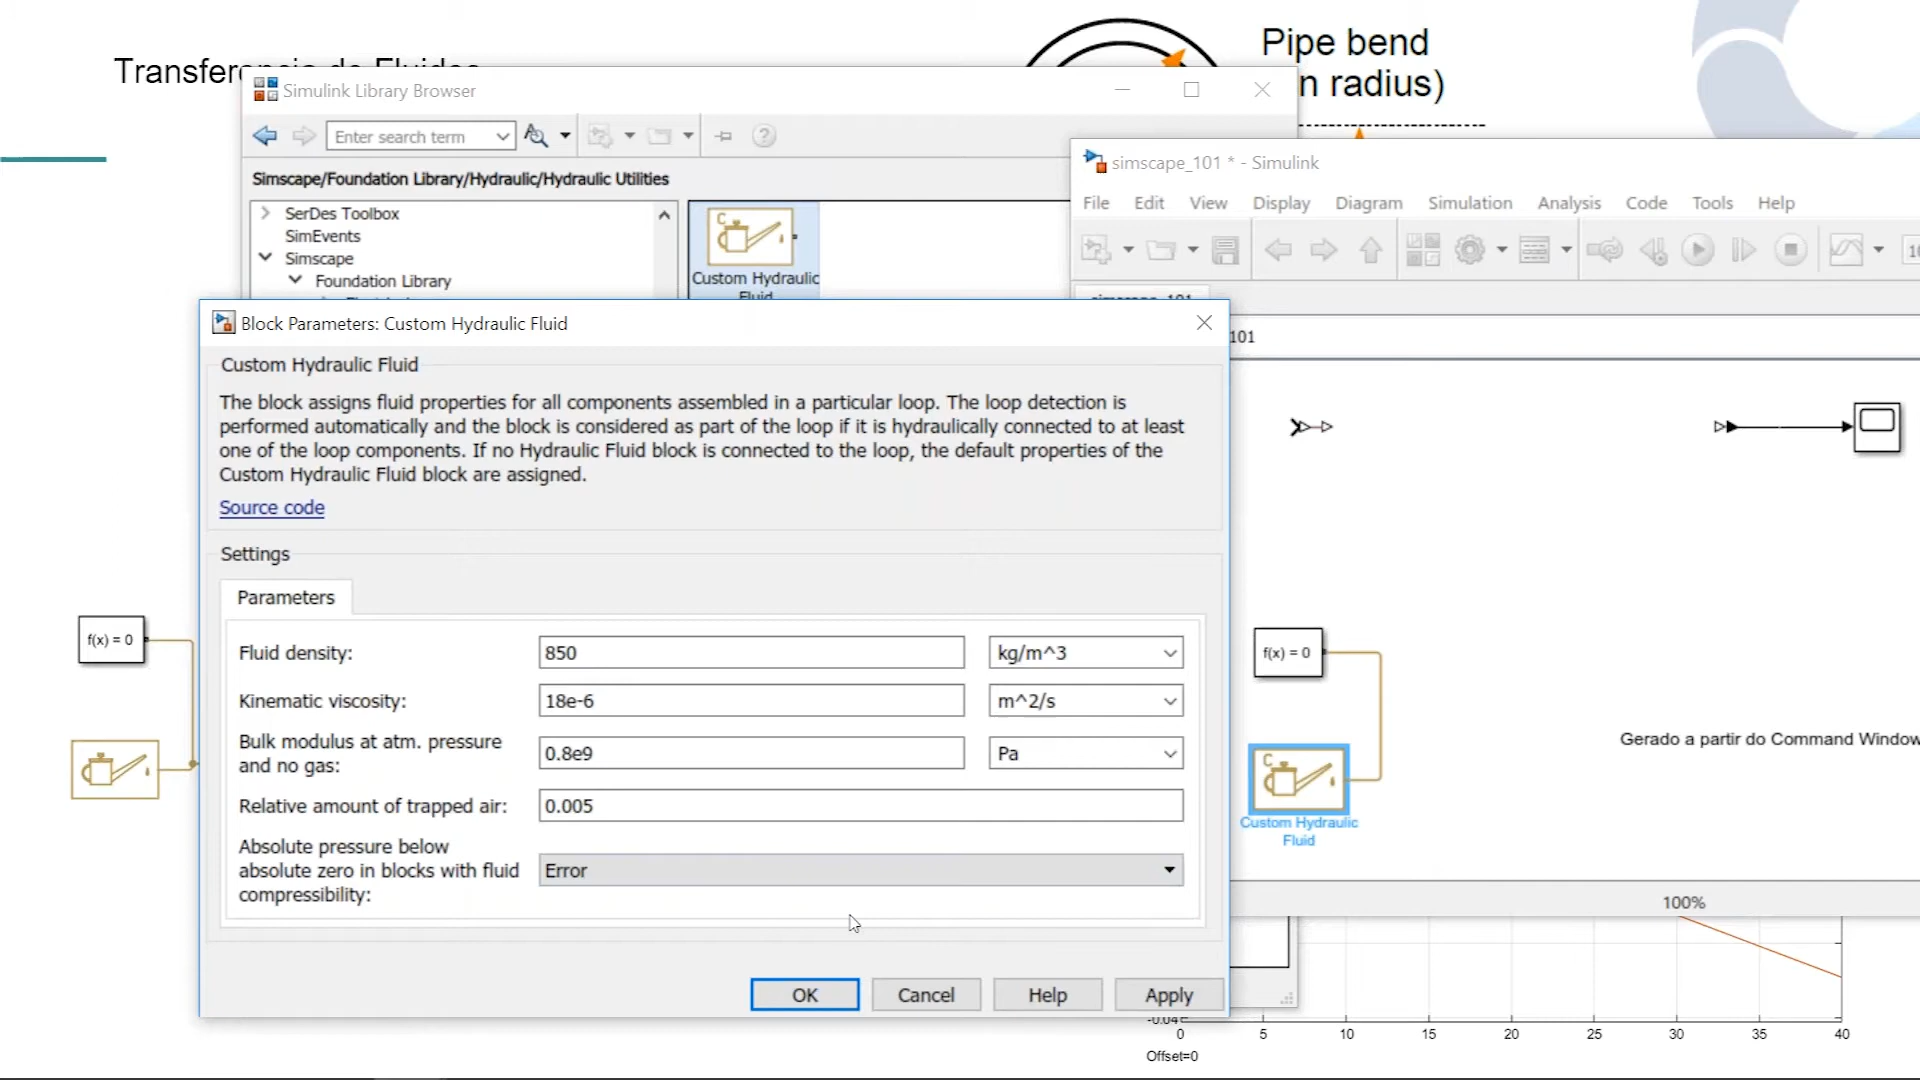 Transferencia de Fluidos
Pipe bend
n radius)
Simulink Library Browser
Enter search term
Simscape/Foundation Library/Hydraulic/Hydraulic Utilities
SerDes Toolbox
SimEvents
Simscape
Foundation Library
C
Custom Hydraulic
Fluid
simscape_101 * - Simulink
File Edit View Display Diagram Simulation Analysis Code Tools Help
10
simscape_101
101
Block Parameters: Custom Hydraulic Fluid
Custom Hydraulic Fluid
The block assigns fluid properties for all components assembled in a particular loop. The loop detection is
performed automatically and the block is considered as part of the loop if it is hydraulically connected to at least
one of the loop components. If no Hydraulic Fluid block is connected to the loop, the default properties of the
Custom Hydraulic Fluid block are assigned.
Source code
Settings
Parameters
Fluid density: 850 kg/m^3
Kinematic viscosity: 18e-6 m^2/s
Bulk modulus at atm. pressure
and no gas: 0.8e9 Pa
Relative amount of trapped air: 0.005
Absolute pressure below
absolute zero in blocks with fluid Error
compressibility:
OK Cancel Help Apply
f(x) = 0
f(x) = 0
C
Custom Hydraulic
Fluid
Gerado a partir do Command Window
100%
-0.04
0 5 10 15 20 25 30 35 40
Offset=0